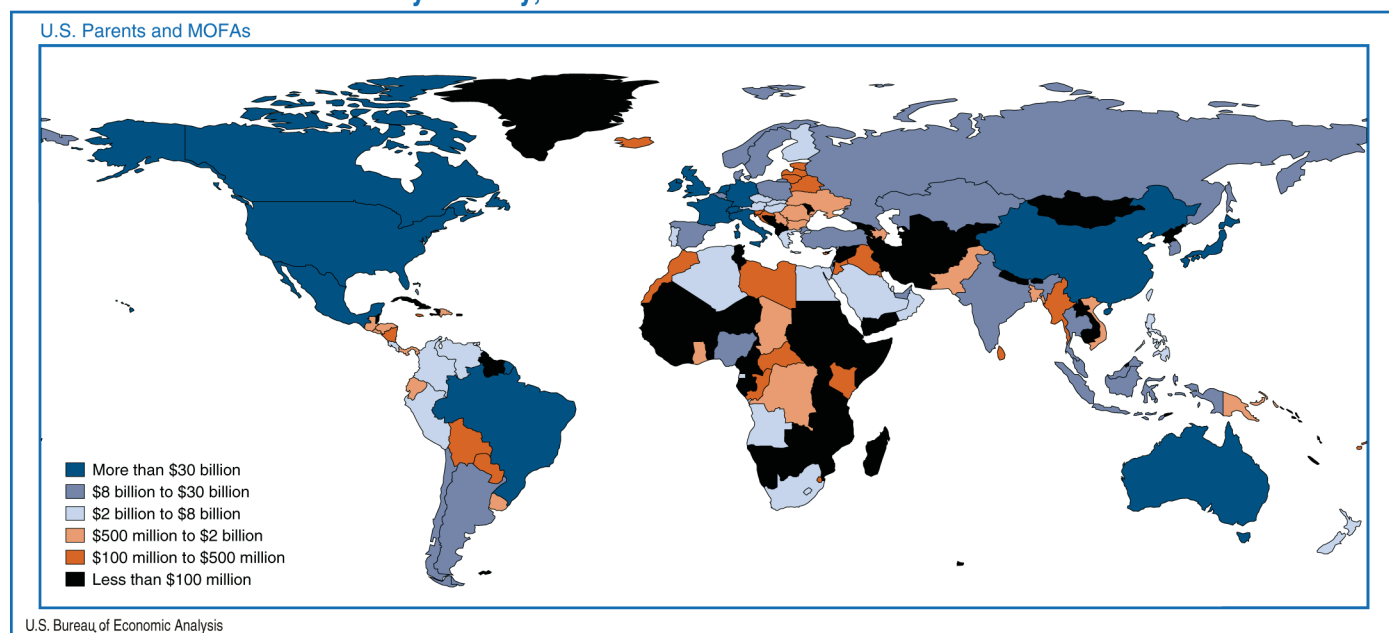 U.S. Parents and MOFAs
More than $30 billion
$8 billion to $30 billion
$2 billion to $8 billion
$500 million to $2 billion
$100 million to $500 million
Less than $100 million
U.S. Bureau of Economic Analysis